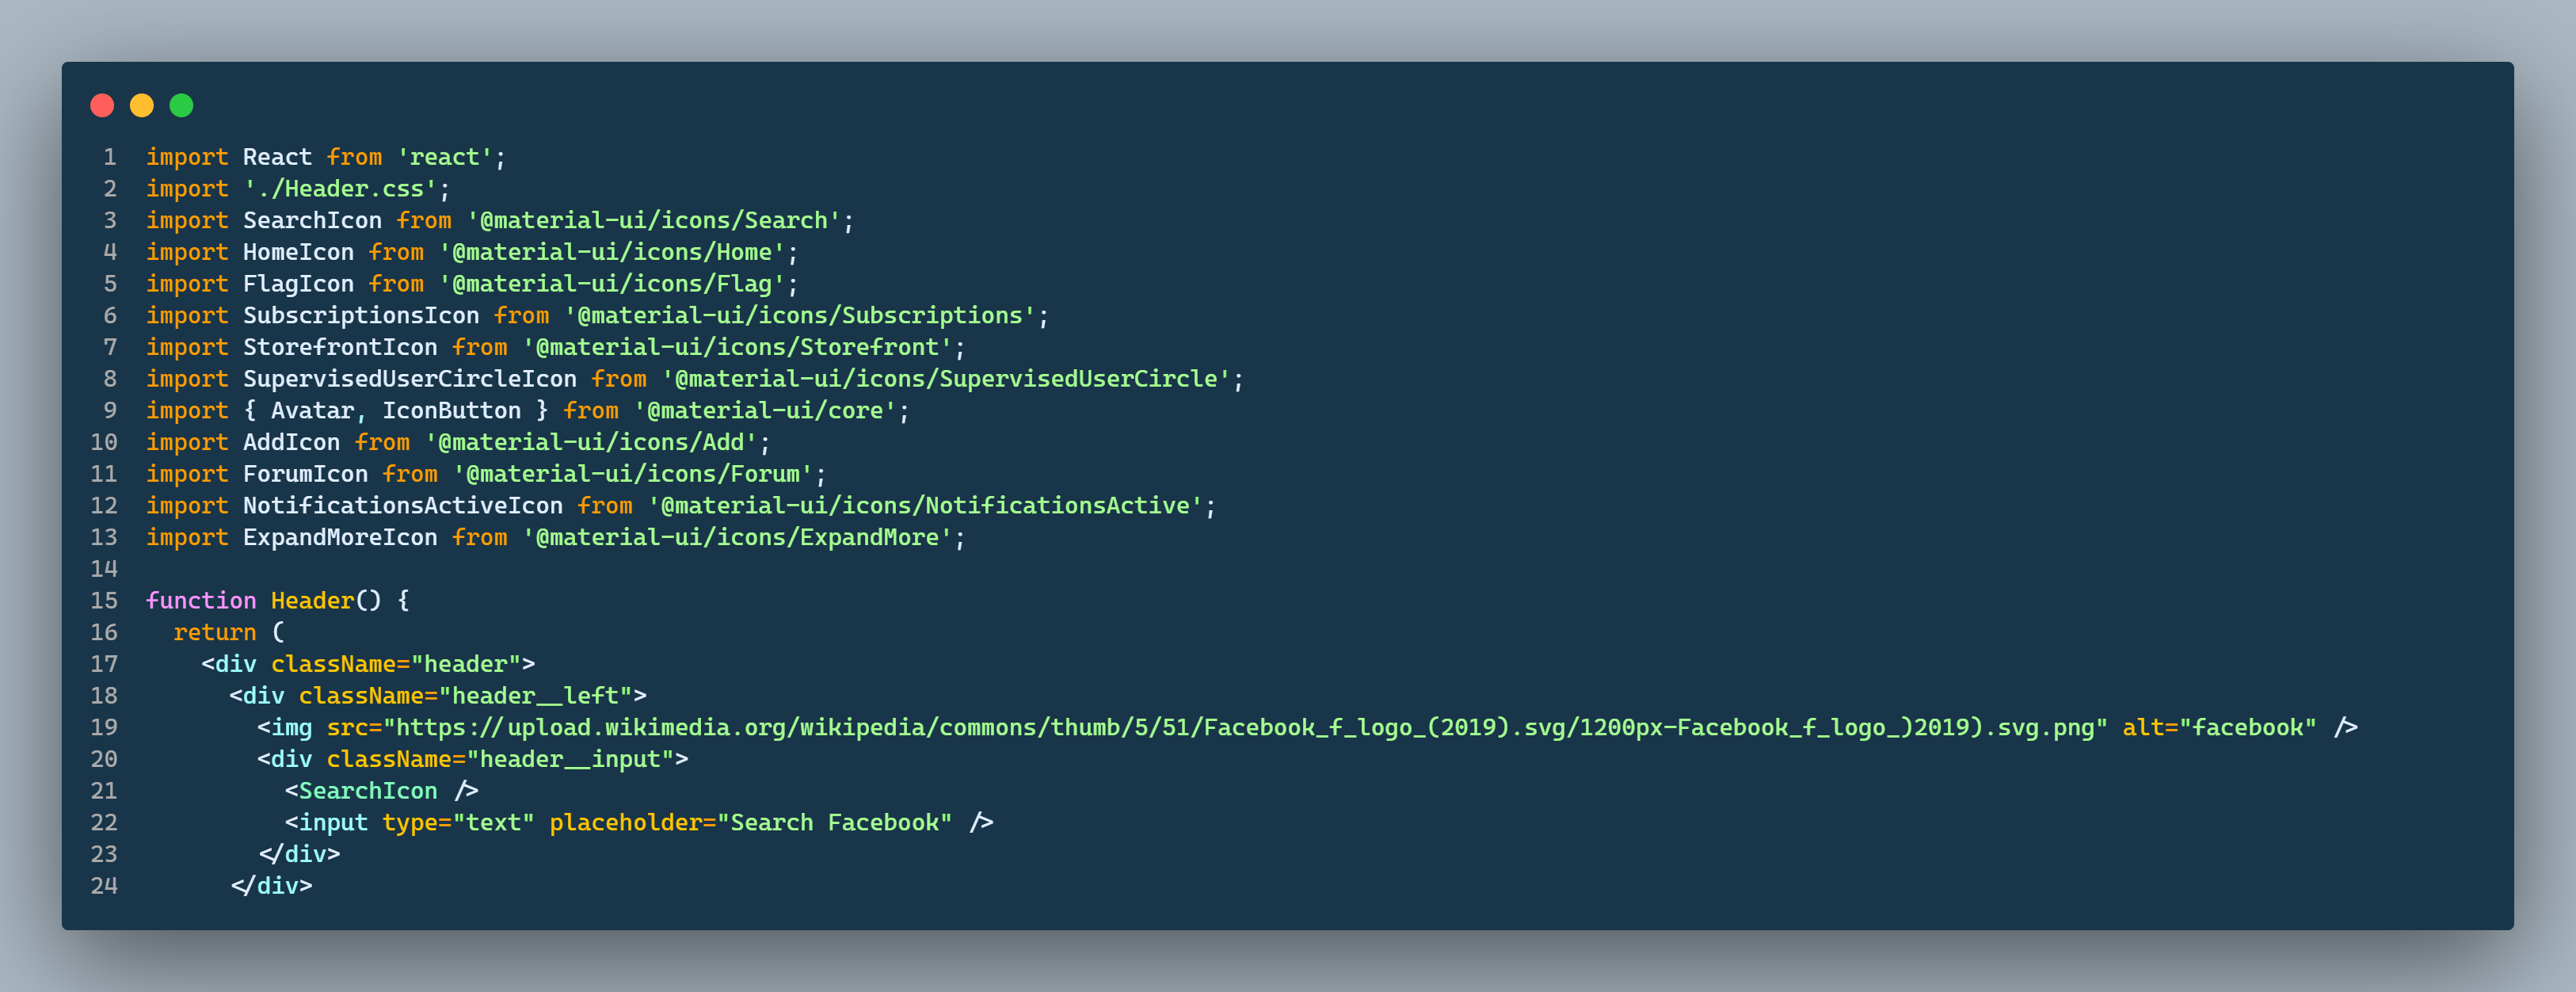 1 import React from 'react';
2 import './Header.css';
3 import SearchIcon from '@material-ui/icons/Search';
4 import HomeIcon from '@material-ui/icons/Home';
5 import FlagIcon from '@material-ui/icons/Flag';
6 import SubscriptionsIcon from '@material-ui/icons/Subscriptions';
7 import StorefrontIcon from '@material-ui/icons/Storefront';
8 import SupervisedUserCircleIcon from '@material-ui/icons/SupervisedUserCircle';
9 import { Avatar, IconButton } from '@material-ui/core';
10 import AddIcon from '@material-ui/icons/Add';
11 import ForumIcon from '@material-ui/icons/Forum';
12 import NotificationsActiveIcon from '@material-ui/icons/NotificationsActive';
13 import ExpandMoreIcon from '@material-ui/icons/ExpandMore';
14
15 function Header() {
16   return (
17     <div className="header">
18       <div className="header__left">
19         <img src="https://upload.wikimedia.org/wikipedia/commons/thumb/5/51/Facebook_f_logo_(2019).svg/1200px-Facebook_f_logo_)2019).svg.png" alt="facebook" />
20         <div className="header__input">
21           <SearchIcon />
22           <input type="text" placeholder="Search Facebook" />
23         </div>
24       </div>